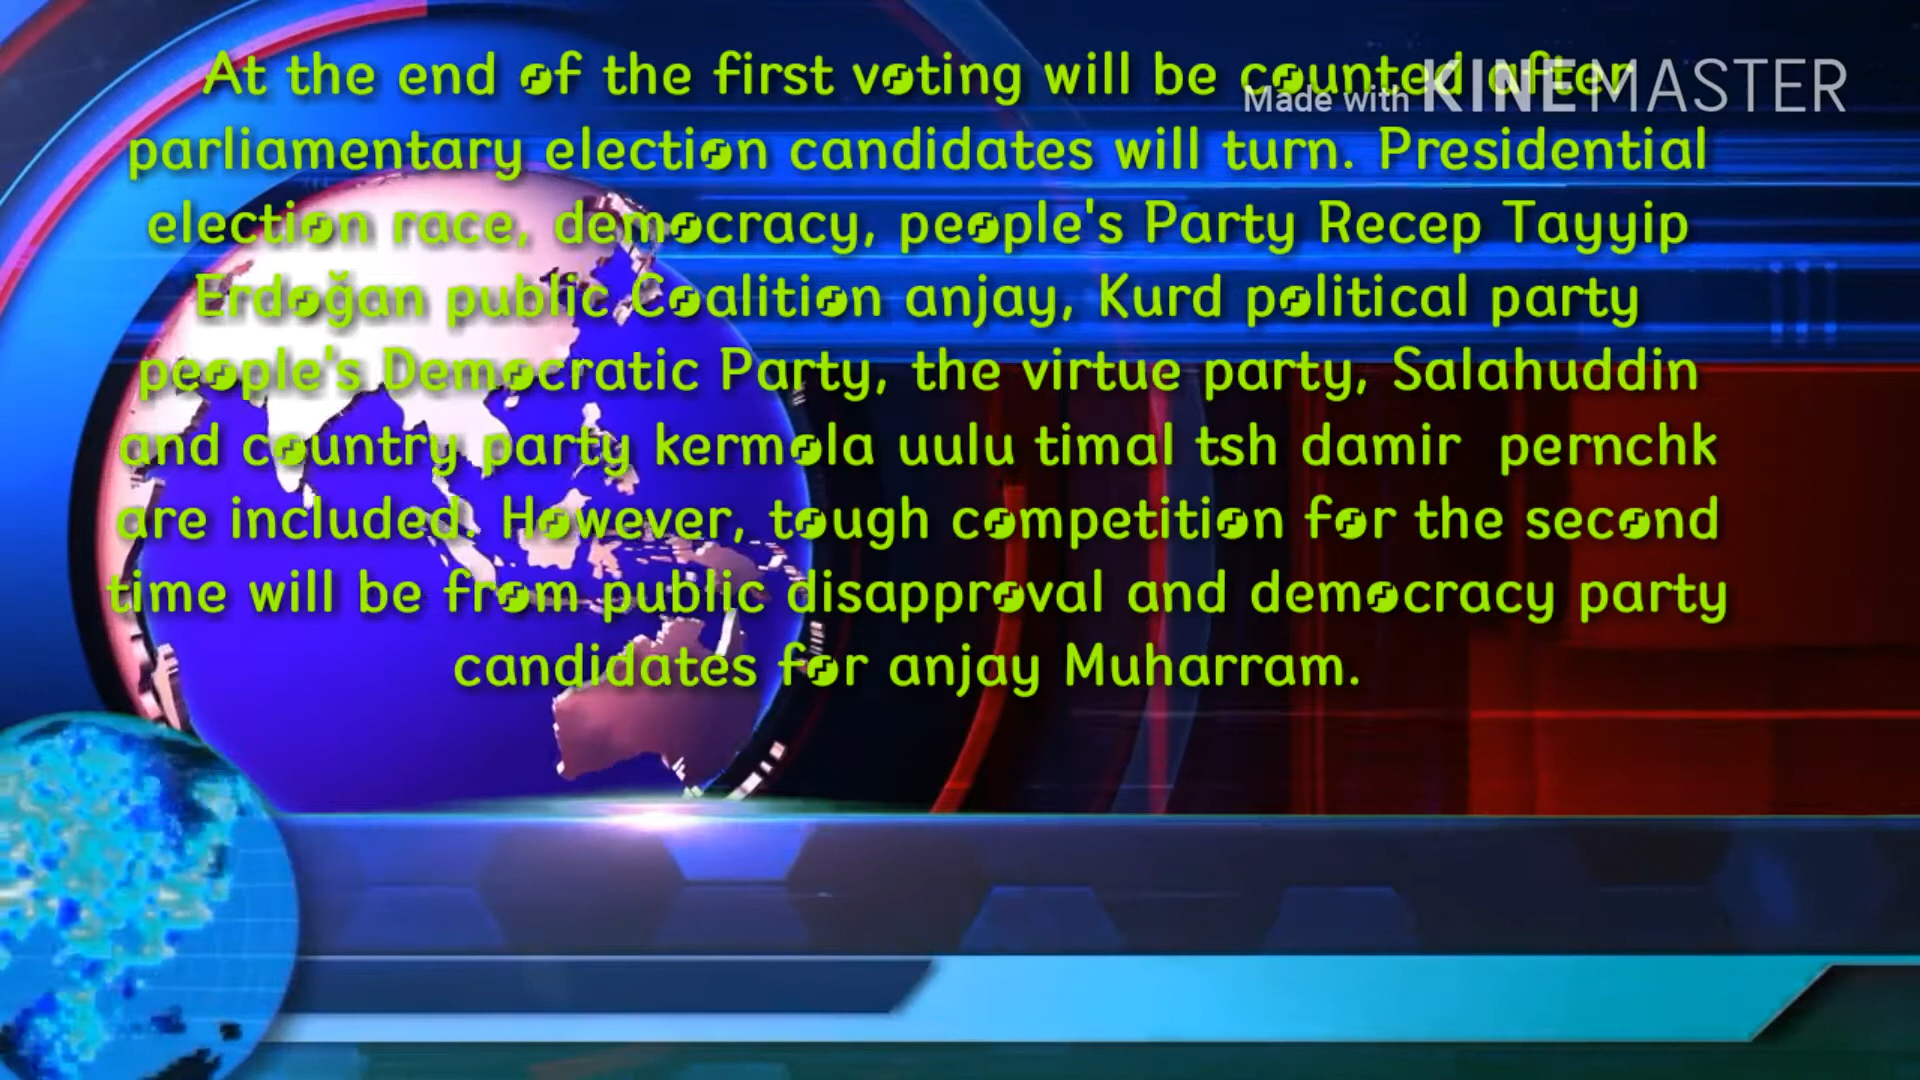 At the end of the first voting will be counted after
Made with KINEMASTER
parliamentary election candidates will turn. Presidential
election race, democracy, people's Party Recep Tayyip
Erdoğan public Coalition anjay, Kurd political party
people's Democratic Party, the virtue party, Salahuddin
and country party kermola uulu timal tsh damir pernchk
are included. However, tough competition for the second
time will be from public disapproval and democracy party
candidates for anjay Muharram.